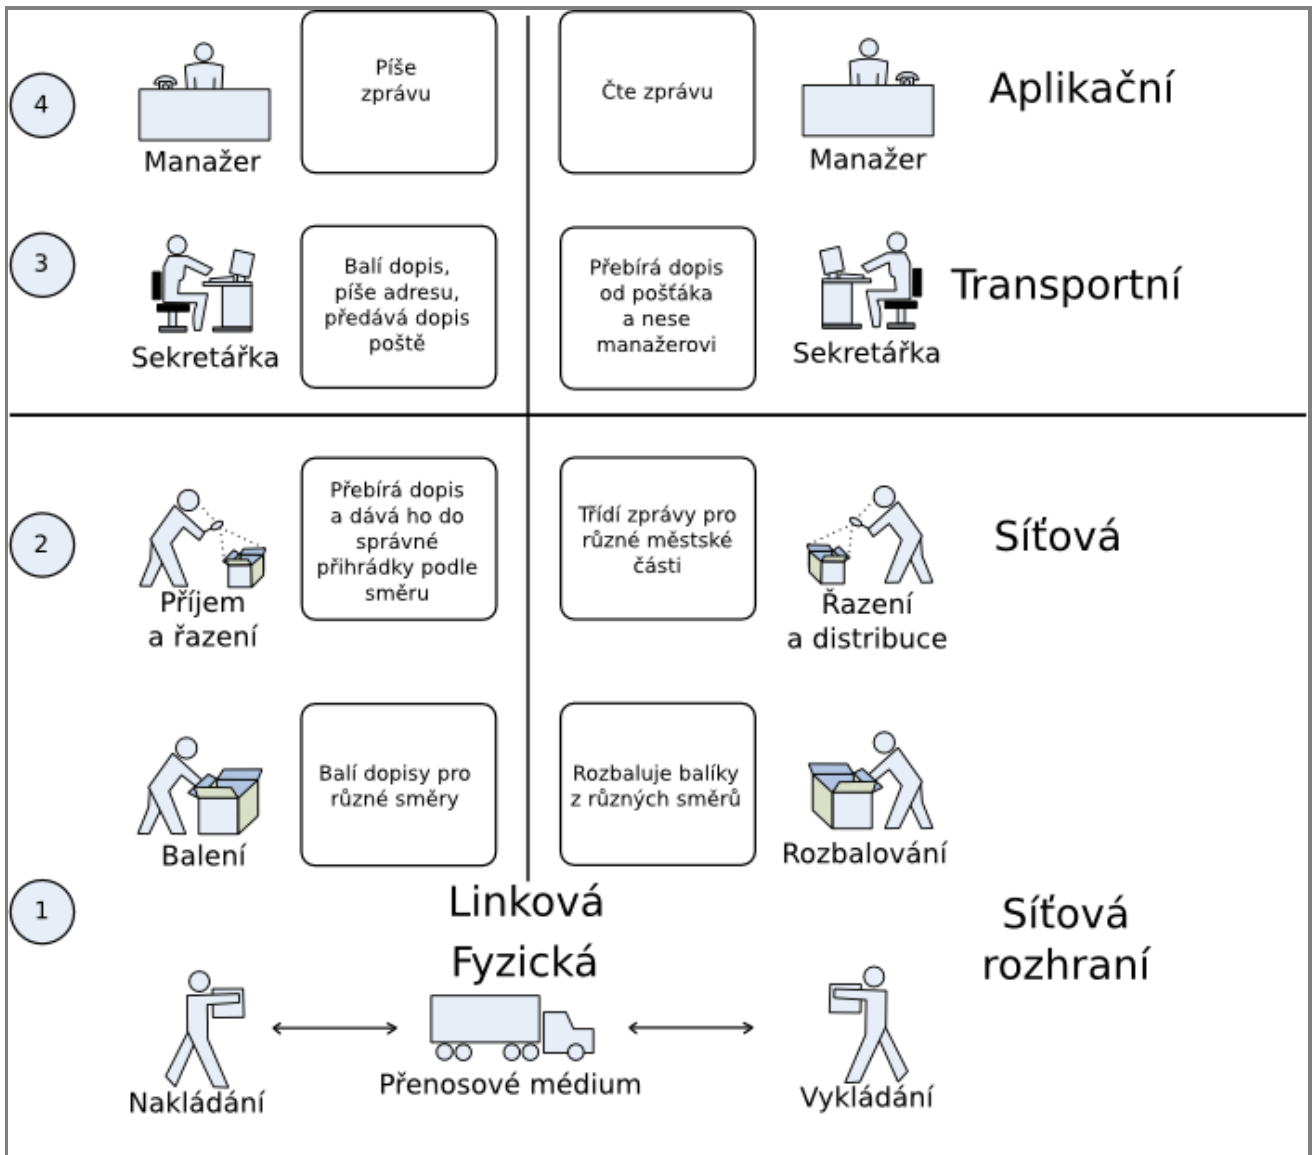 4
Manažer
Píše
zprávu
Čte zprávu
Manažer
Aplikační
3
Sekretářka
Balí dopis,
píše adresu,
předává dopis
poště
Přebírá dopis
od pošťáka
a nese
manažerovi
Sekretářka
Transportní
2
Příjem
a řazení
Přebírá dopis
a dává ho do
správné
přihrádky podle
směru
Třídí zprávy pro
různé městské
části
Řazení
a distribuce
Síťová
Balení
Balí dopisy pro
různé směry
Rozbaluje balíky
z různých směrů
Rozbalování
1
Linková
Fyzická
Síťová
rozhraní
Nakládání
Přenosové médium
Vykládání